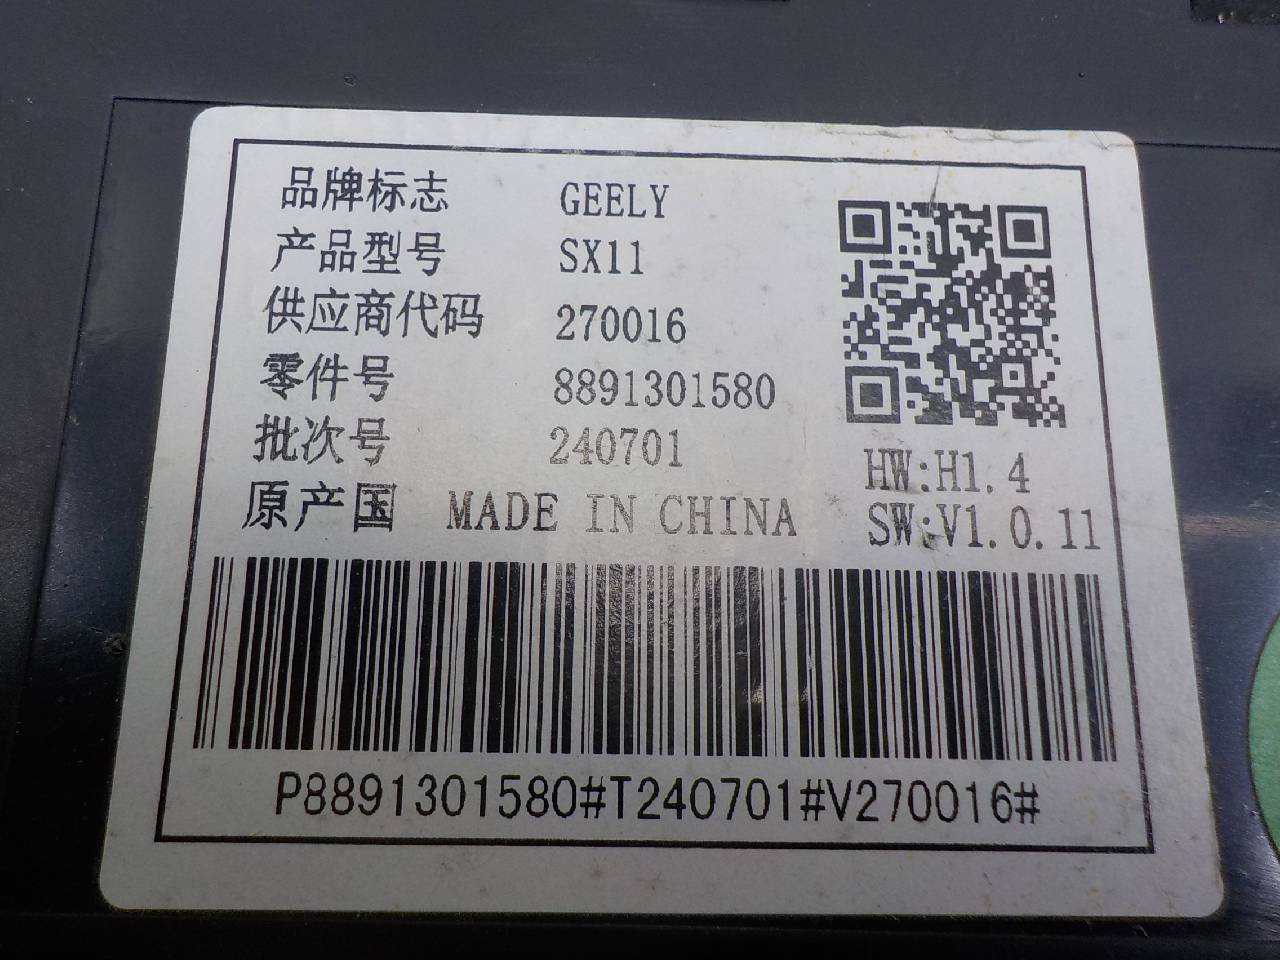 品牌标志 GEELY
产品型号 SX11
供应商代码 270016
零件号 8891301580
批次号 240701
原产国 MADE IN CHINA
HW:H1.4
SW:V1.0.11
P8891301580#T240701#V270016#